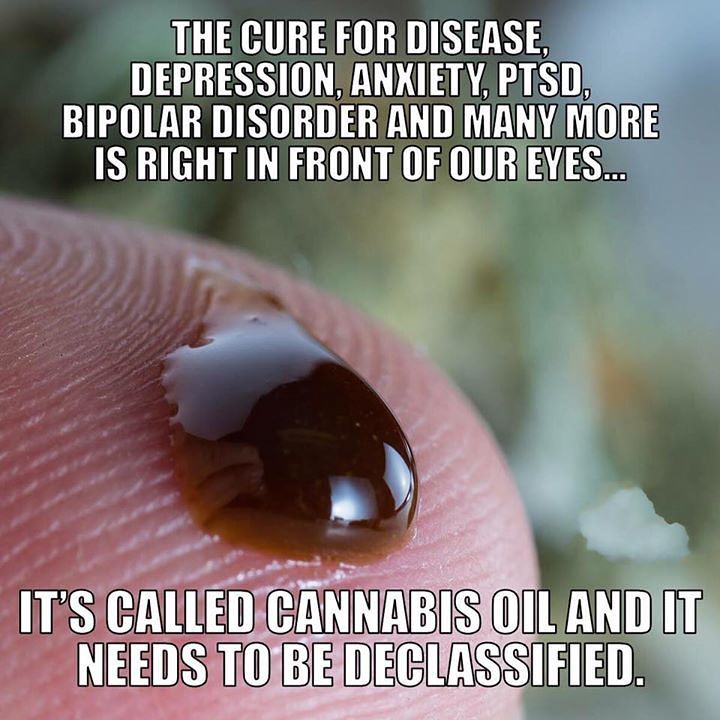 THE CURE FOR DISEASE,
DEPRESSION, ANXIETY, PTSD,
BIPOLAR DISORDER AND MANY MORE
IS RIGHT IN FRONT OF OUR EYES...
IT'S CALLED CANNABIS OIL AND IT
NEEDS TO BE DECLASSIFIED.